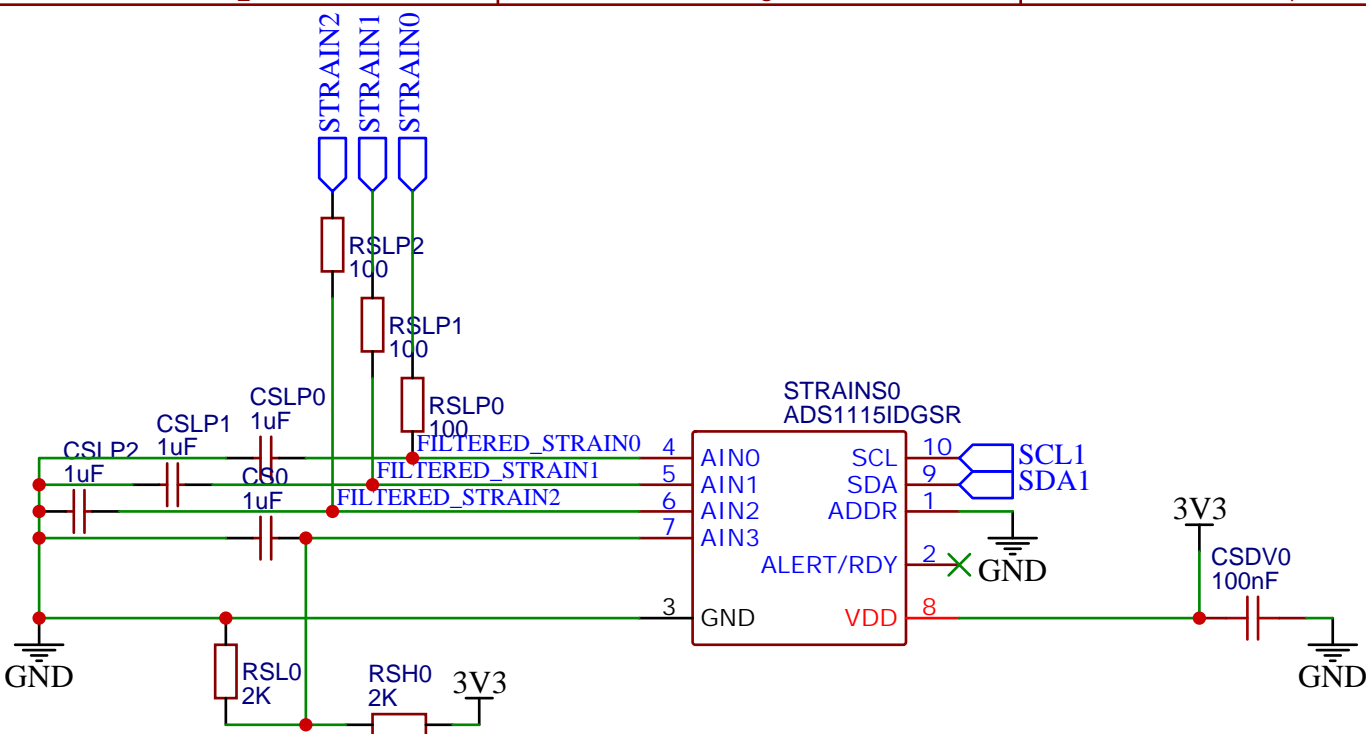 STRAIN2
STRAIN1
STRAIN0
RSLP2
100
RSLP1
100
RSLP0
100
CSLP0
1uF
CSLP1
1uF
CSLP2
1uF
CS0
1uF
FILTERED_STRAIN0
FILTERED_STRAIN1
FILTERED_STRAIN2
STRAINS0
ADS1115IDGSR
4 AIN0
5 AIN1
6 AIN2
7 AIN3
3 GND
SCL 10 SCL1
SDA 9 SDA1
ADDR 1
ALERT/RDY 2
VDD 8
GND
3V3
CSDV0
100nF
GND
GND
RSL0
2K
RSH0
2K
3V3